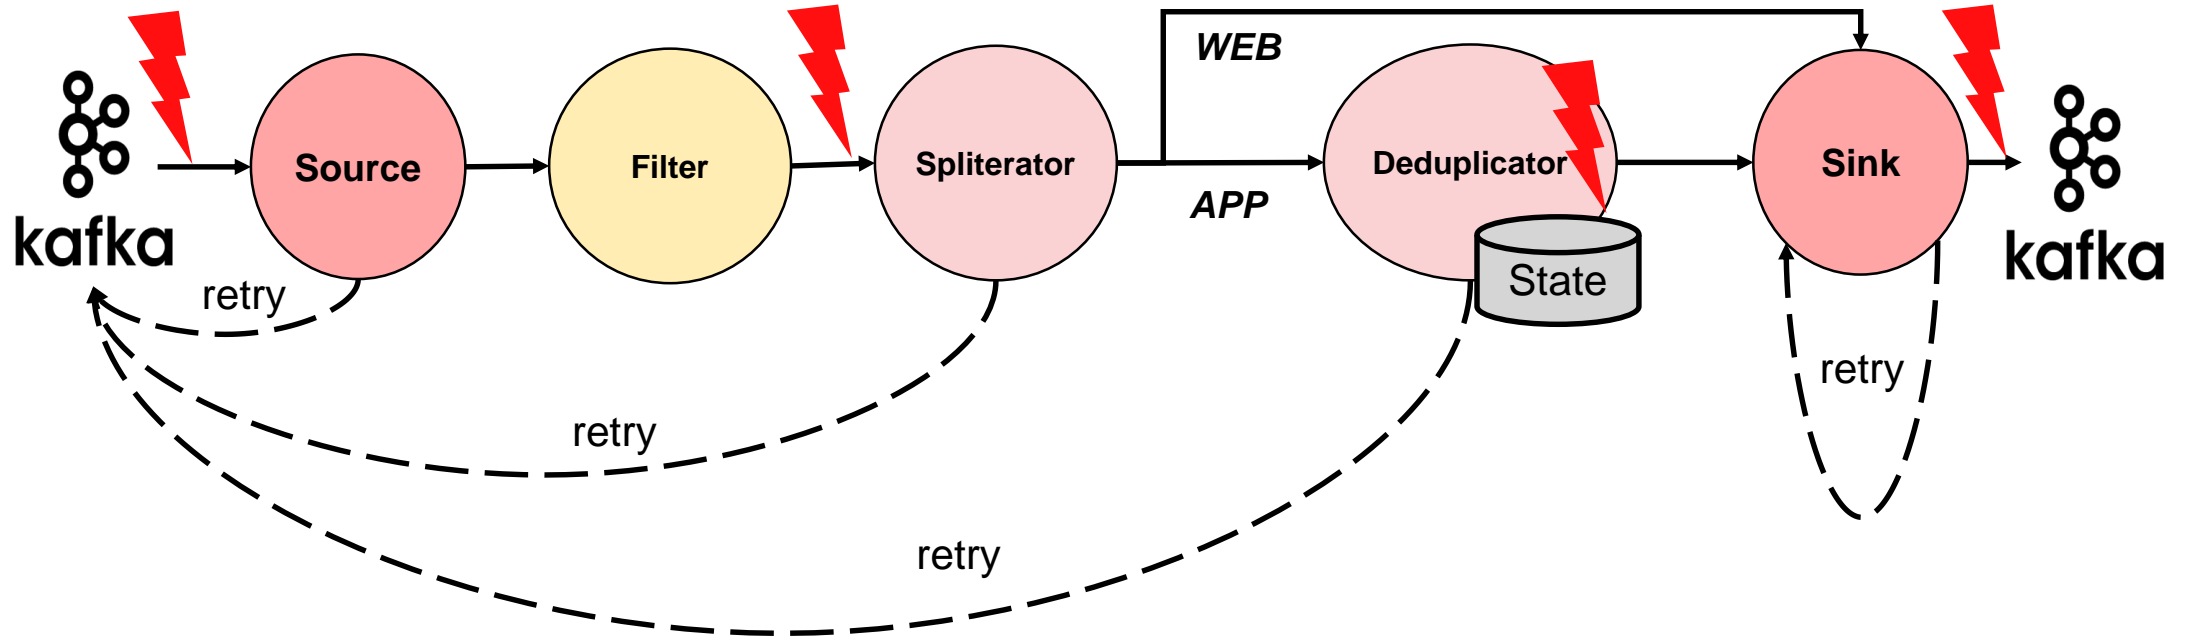 WEB
Source
Filter
Spliterator
Deduplicator
Sink
APP
kafka
kafka
State
retry
retry
retry
retry